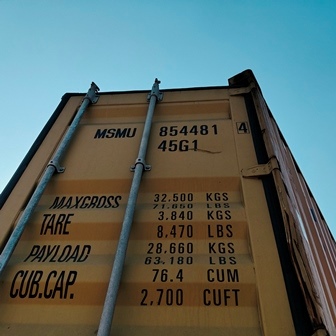 MSMU 854481 4
45G1
MAXGROSS 32.500 KGS
71.650 LBS
TARE 3.840 KGS
8.470 LBS
PAYLOAD 28.660 KGS
63.180 LBS
CUB.CAP. 76.4 CUM
2,700 CUFT